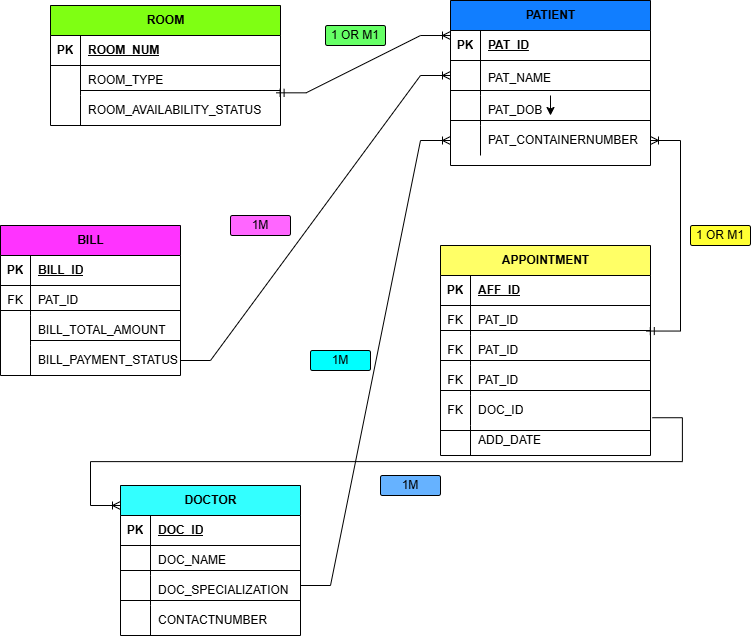 ROOM
PK ROOM_NUM
ROOM_TYPE
ROOM_AVAILABILITY_STATUS
1 OR M1
PATIENT
PK PAT_ID
PAT_NAME
PAT_DOB
PAT_CONTAINERNUMBER
1M
1 OR M1
BILL
PK BILL_ID
FK PAT_ID
BILL_TOTAL_AMOUNT
BILL_PAYMENT_STATUS
APPOINTMENT
PK AFF_ID
FK PAT_ID
FK PAT_ID
FK PAT_ID
FK DOC_ID
ADD_DATE
1M
1M
DOCTOR
PK DOC_ID
DOC_NAME
DOC_SPECIALIZATION
CONTACTNUMBER